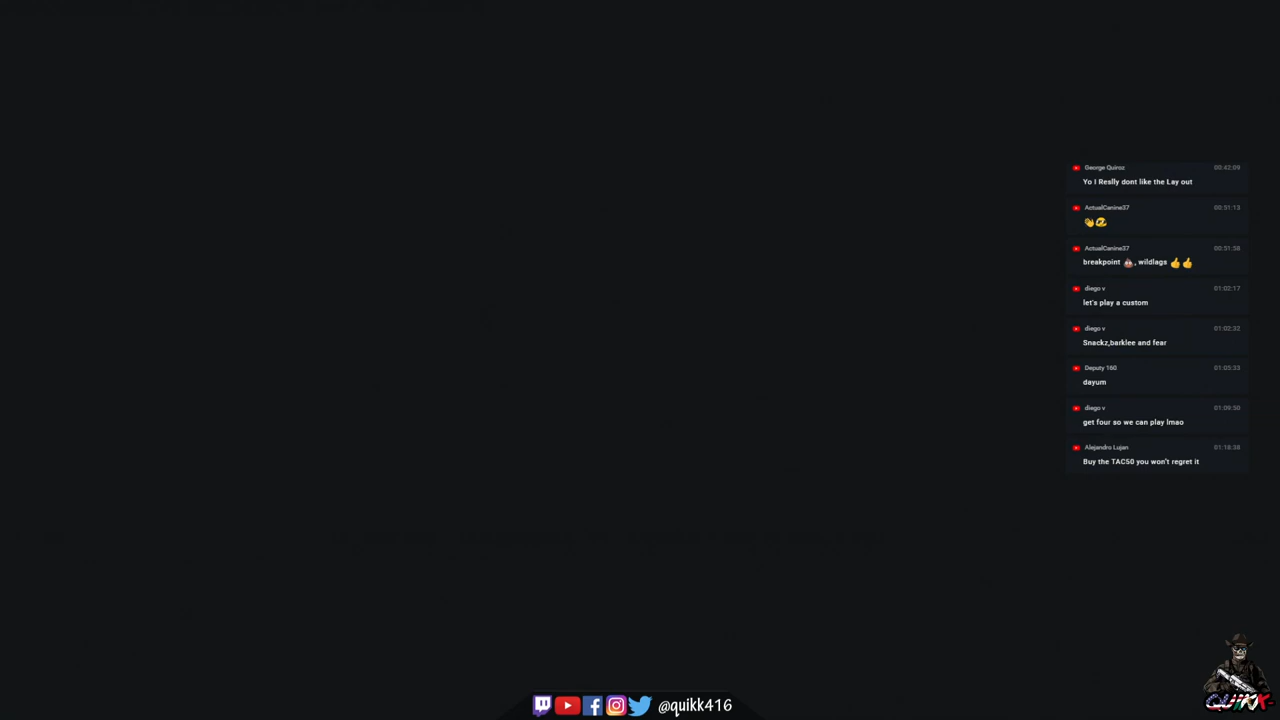 George Quiroz 00:42:09
Yo I Reslly dont like the Lay out
ActualCanine37 00:51:13
👋🤏
ActualCanine37 00:51:58
breakpoint 💩, wildlags 👍👍
diego v 01:02:17
let's play a custom
diego v 01:02:32
Snackz,barklee and fear
Deputy 160 01:05:33
dayum
diego v 01:09:50
get four so we can play lmao
Alejandro Lujan 01:18:38
Buy the TAC50 you won't regret it
QUIKK
@quikk416